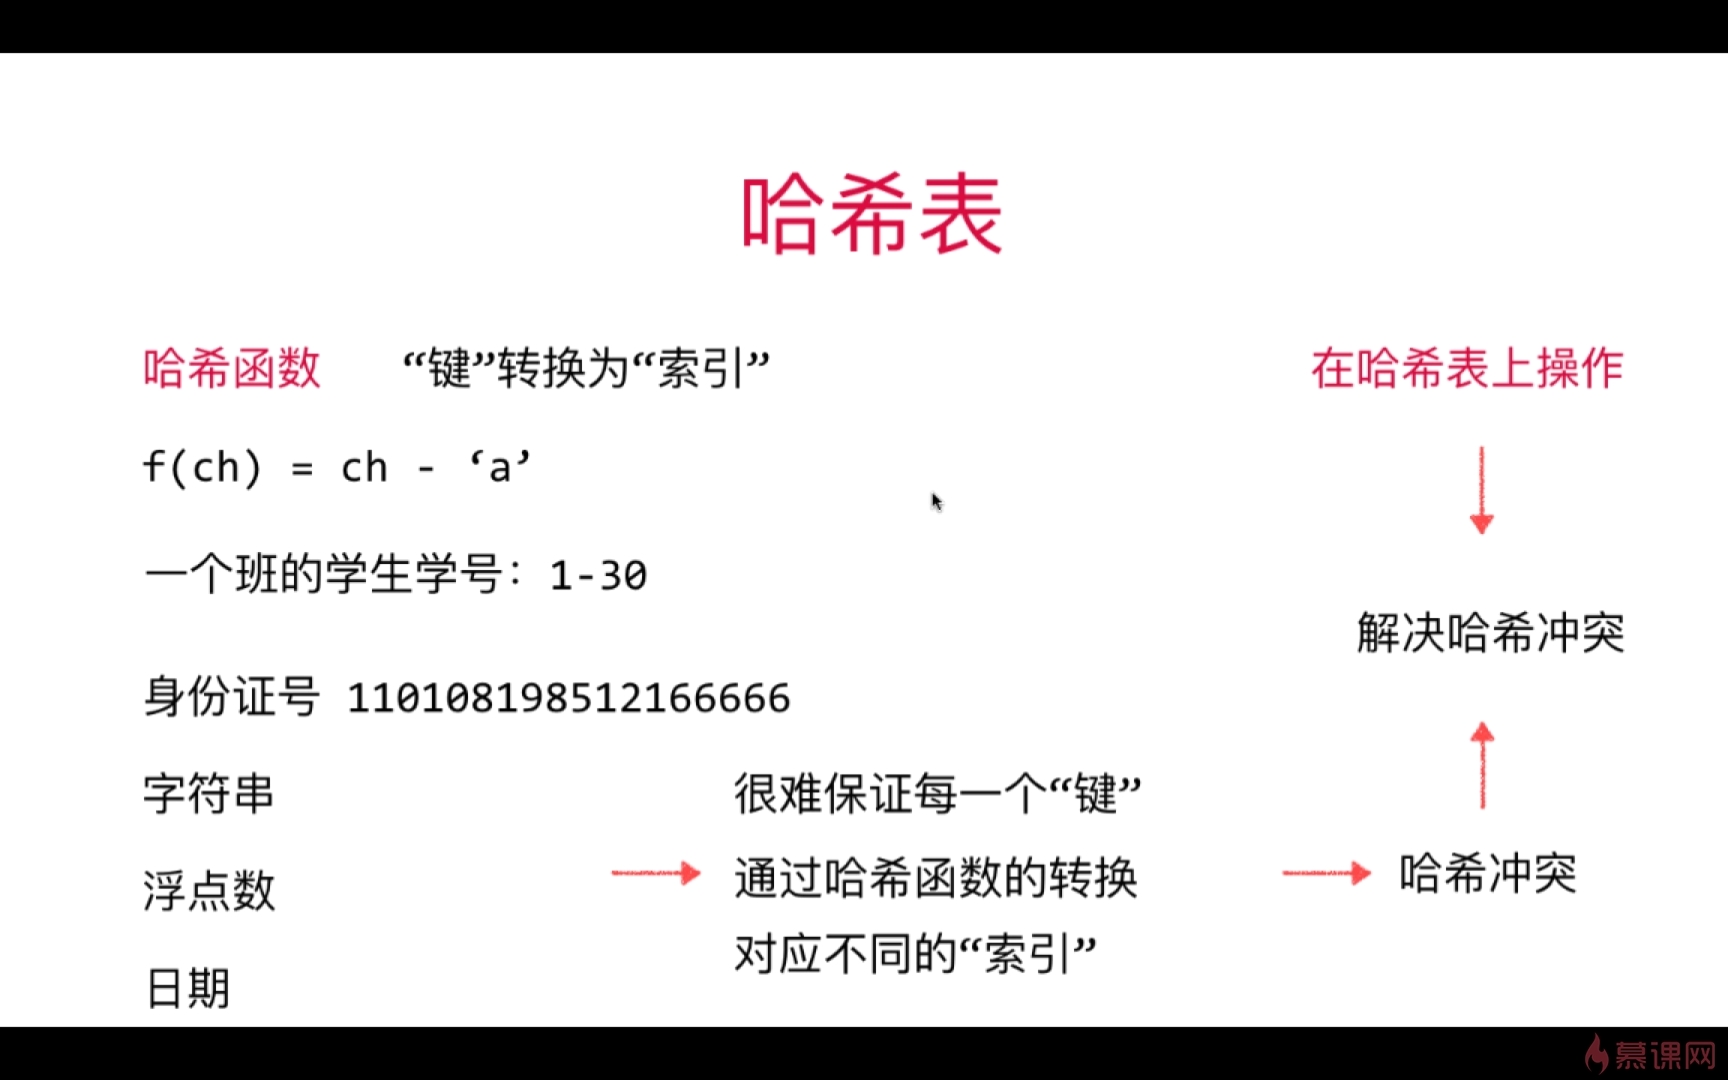 哈希表
哈希函数 “键”转换为“索引”
f(ch) = ch - ‘a’
一个班的学生学号：1-30
身份证号 110108198512166666
字符串
浮点数
日期
很难保证每一个“键”
通过哈希函数的转换
对应不同的“索引”
哈希冲突
解决哈希冲突
在哈希表上操作
慕课网